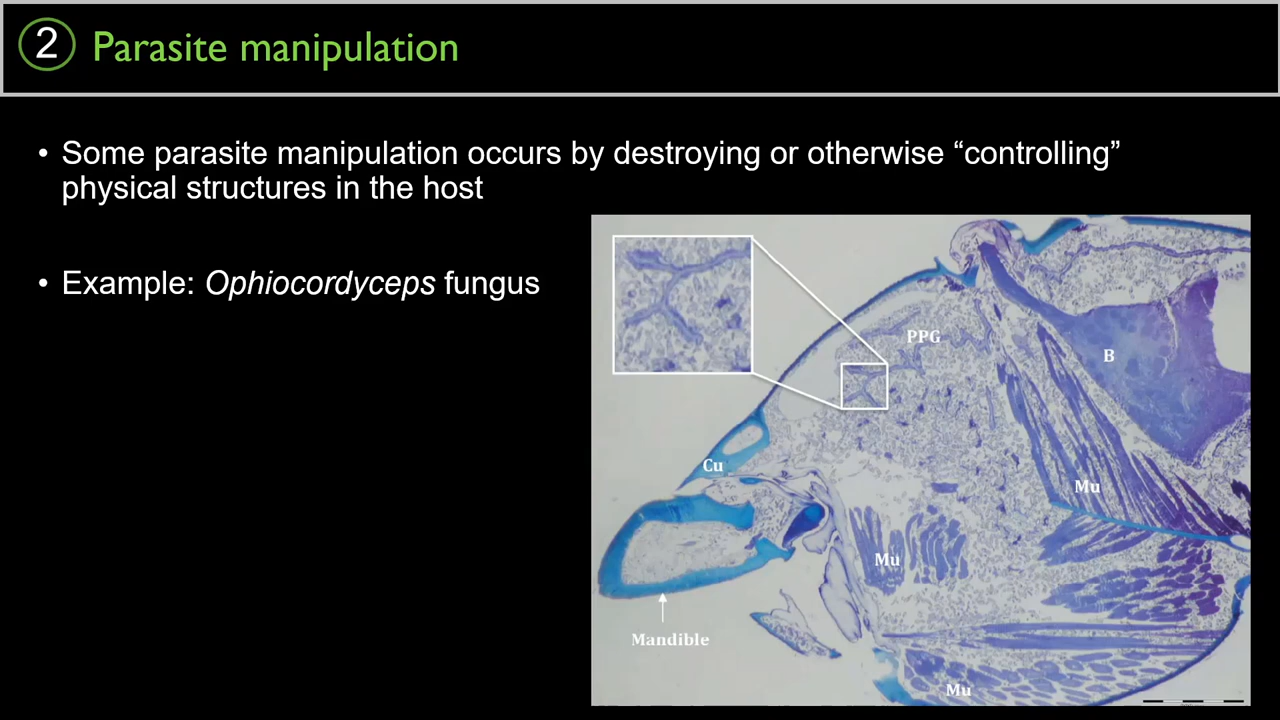 2 Parasite manipulation
• Some parasite manipulation occurs by destroying or otherwise “controlling”
physical structures in the host
• Example: Ophiocordyceps fungus
PPG
B
Cu
Mu
Mu
Mandible
Mu